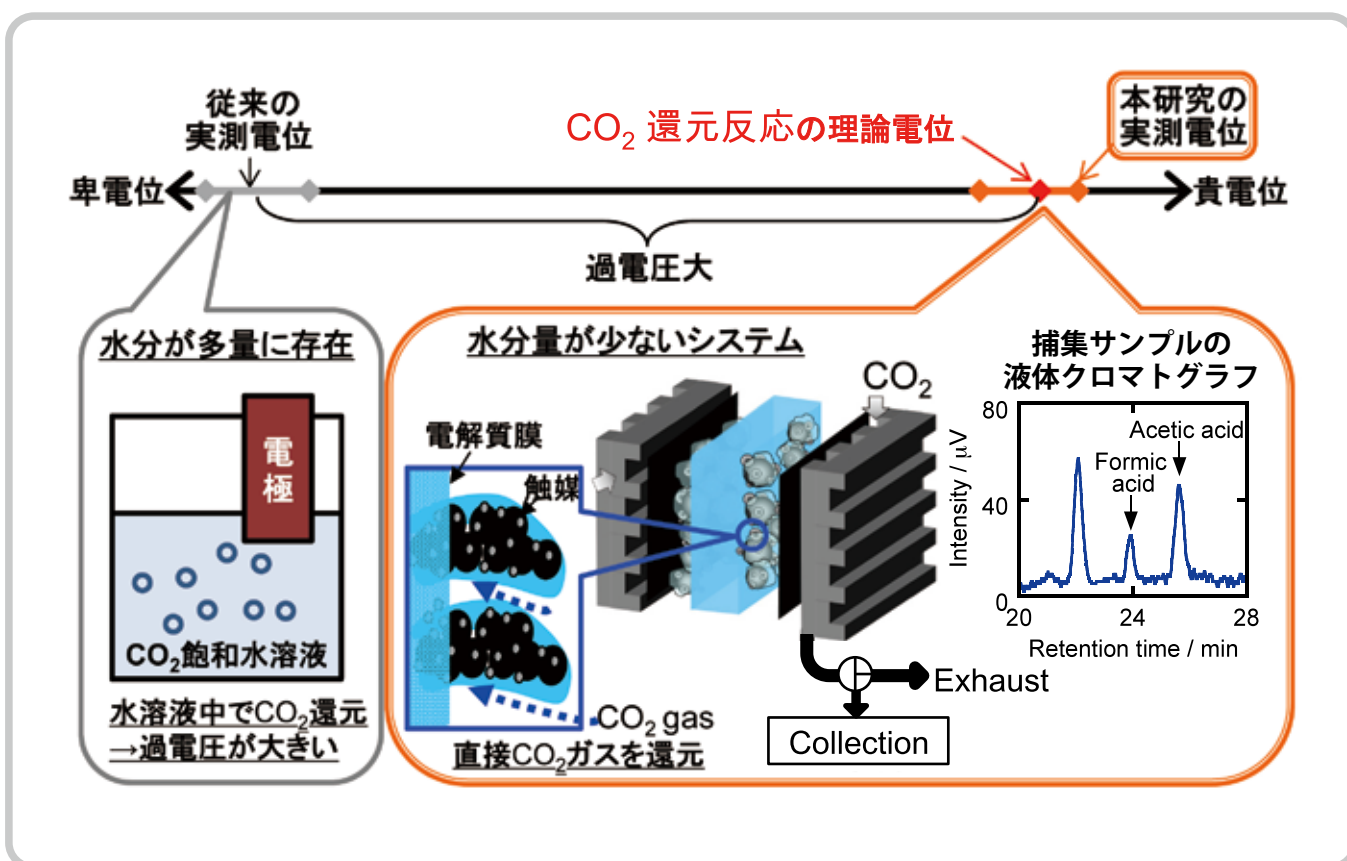 従来の
実測電位
CO₂ 還元反応の理論電位
本研究の
実測電位
卑電位
貴電位
過電圧大
水分が多量に存在
電極
CO₂飽和水溶液
水溶液中でCO₂還元
→過電圧が大きい
水分量が少ないシステム
電解質膜
触媒
CO₂
CO₂ gas
直接CO₂ガスを還元
Exhaust
Collection
捕集サンプルの
液体クロマトグラフ
80
40
0
Intensity / μV
Acetic acid
Formic
acid
20 24 28
Retention time / min